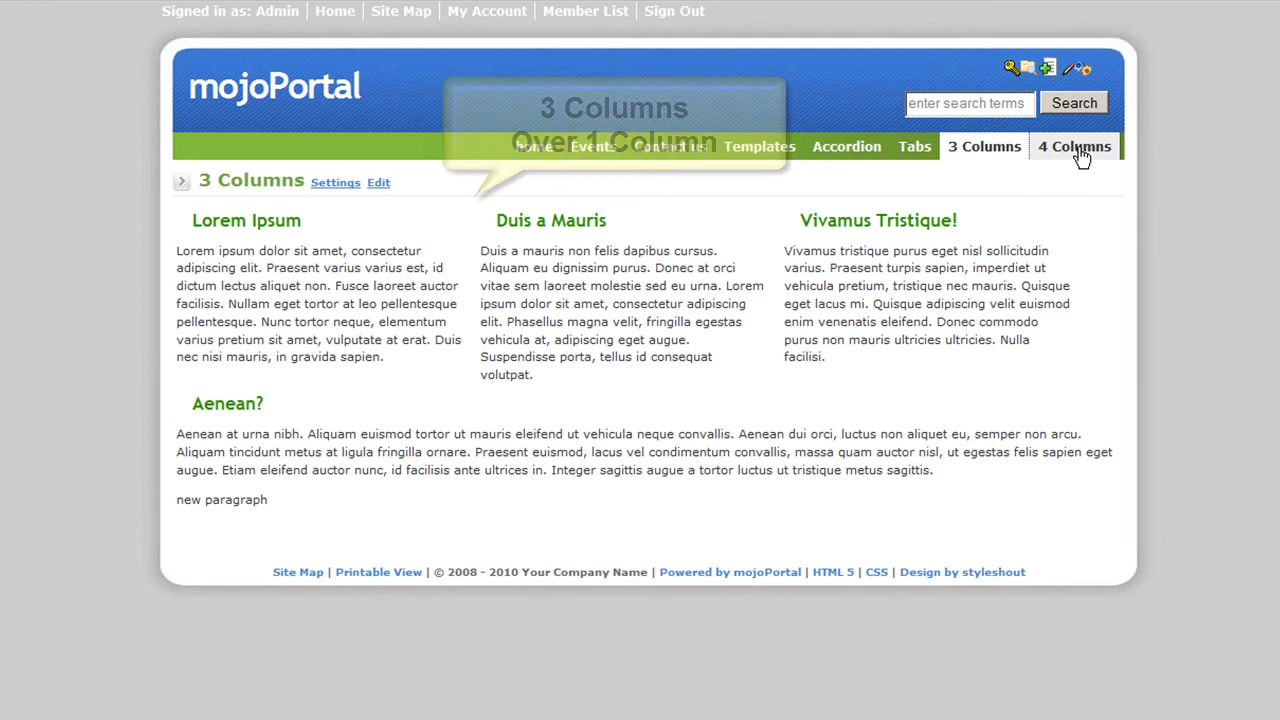 Signed in as: Admin | Home | Site Map | My Account | Member List | Sign Out
mojoPortal
enter search terms Search
3 Columns
Over 1 Column
home Events Contact us Templates Accordion Tabs 3 Columns 4 Columns
3 Columns Settings Edit
Lorem Ipsum
Lorem ipsum dolor sit amet, consectetur
adipiscing elit. Praesent varius varius est, id
dictum lectus aliquet non. Fusce laoreet auctor
facilisis. Nullam eget tortor at leo pellentesque
pellentesque. Nunc tortor neque, elementum
varius pretium sit amet, vulputate at erat. Duis
nec nisi mauris, in gravida sapien.
Duis a Mauris
Duis a mauris non felis dapibus cursus.
Aliquam eu dignissim purus. Donec at orci
vitae sem laoreet molestie sed eu urna. Lorem
ipsum dolor sit amet, consectetur adipiscing
elit. Phasellus magna velit, fringilla egestas
vehicula at, adipiscing eget augue.
Suspendisse porta, tellus id consequat
volutpat.
Vivamus Tristique!
Vivamus tristique purus eget nisl sollicitudin
varius. Praesent turpis sapien, imperdiet ut
vehicula pretium, tristique nec mauris. Quisque
eget lacus mi. Quisque adipiscing velit euismod
enim venenatis eleifend. Donec commodo
purus non mauris ultricies ultricies. Nulla
facilisi.
Aenean?
Aenean at urna nibh. Aliquam euismod tortor ut mauris eleifend ut vehicula neque convallis. Aenean dui orci, luctus non aliquet eu, semper non arcu.
Aliquam tincidunt metus at ligula fringilla ornare. Praesent euismod, lacus vel condimentum convallis, massa quam auctor nisl, ut egestas felis sapien eget
augue. Etiam eleifend auctor nunc, id facilisis ante ultrices in. Integer sagittis augue a tortor luctus ut tristique metus sagittis.
new paragraph
Site Map | Printable View | © 2008 - 2010 Your Company Name | Powered by mojoPortal | HTML 5 | CSS | Design by styleshout